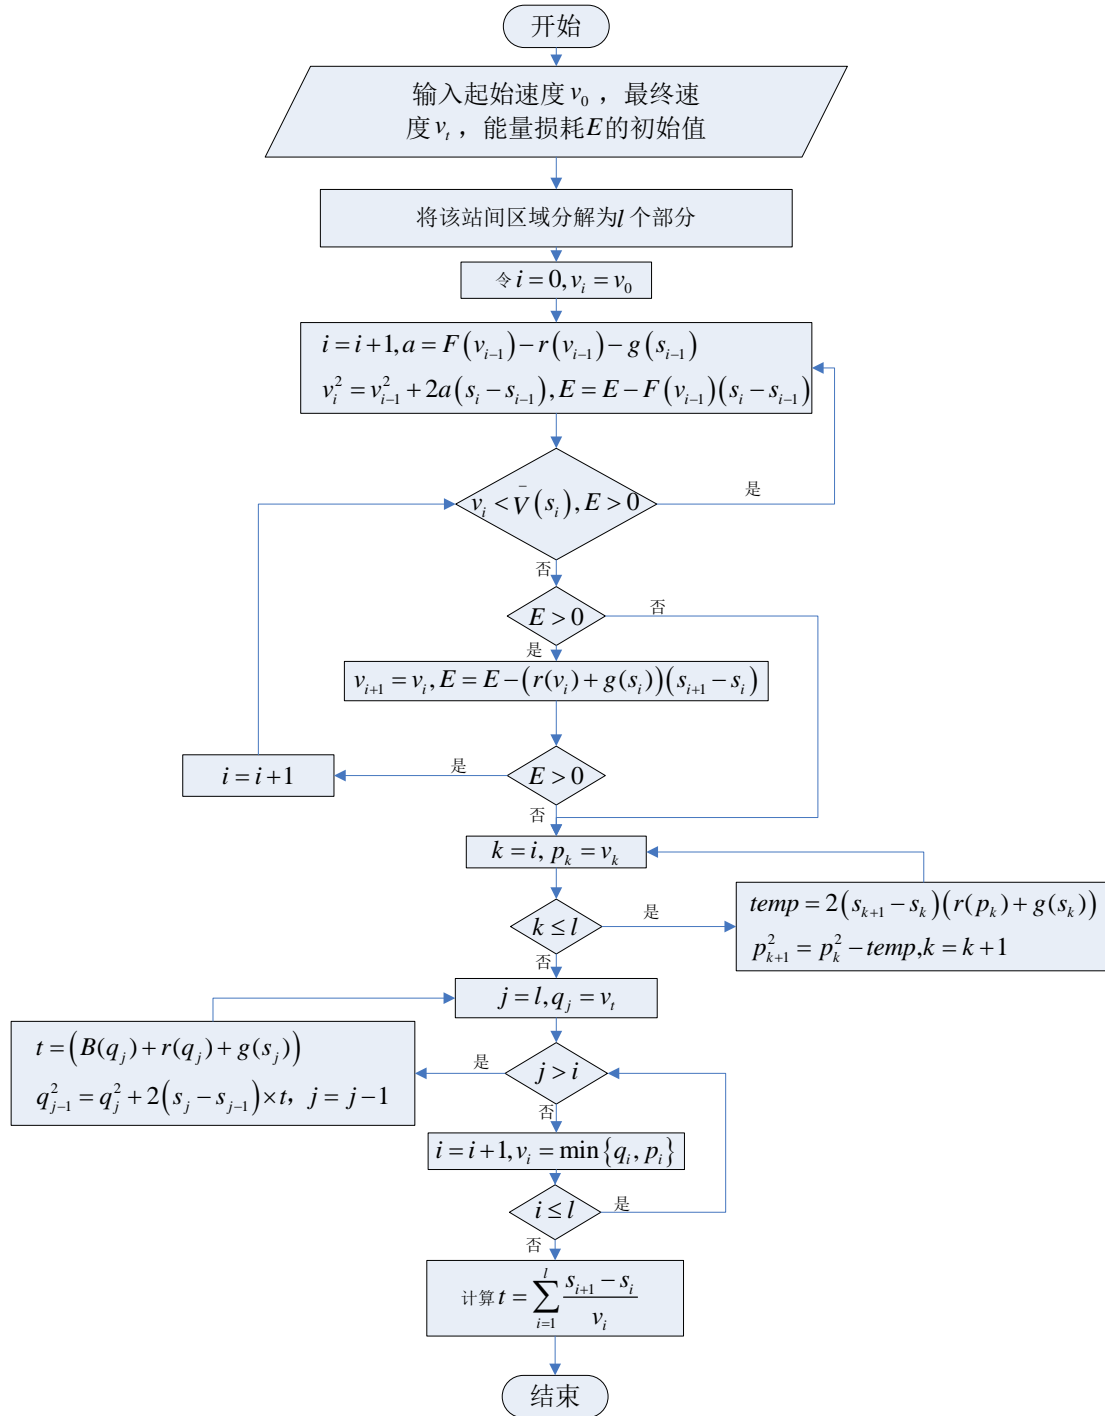 开始
输入起始速度 v₀ ，最终速
度 vₜ ，能量损耗E的初始值
将该站间区域分解为l 个部分
令 i = 0, vᵢ = v₀
i = i+1, a = F(vᵢ₋₁) − r(vᵢ₋₁) − g(sᵢ₋₁)
vᵢ² = vᵢ₋₁² + 2a(sᵢ − sᵢ₋₁), E = E − F(vᵢ₋₁)(sᵢ − sᵢ₋₁)
vᵢ < V̄(sᵢ), E > 0
是
否
E > 0
否
是
vᵢ₊₁ = vᵢ, E = E − (r(vᵢ) + g(sᵢ))(sᵢ₊₁ − sᵢ)
E > 0
是
i = i+1
否
k = i, pₖ = vₖ
k ≤ l
是
temp = 2(sₖ₊₁ − sₖ)(r(pₖ) + g(sₖ))
pₖ₊₁² = pₖ² − temp, k = k+1
否
j = l, qⱼ = vₜ
t = (B(qⱼ) + r(qⱼ) + g(sⱼ))
qⱼ₋₁² = qⱼ² + 2(sⱼ − sⱼ₋₁) × t， j = j−1
j > i
是
否
i = i+1, vᵢ = min{qᵢ, pᵢ}
i ≤ l
是
否
计算 t = ∑ᵢ₌₁ˡ (sᵢ₊₁ − sᵢ)/vᵢ
结束